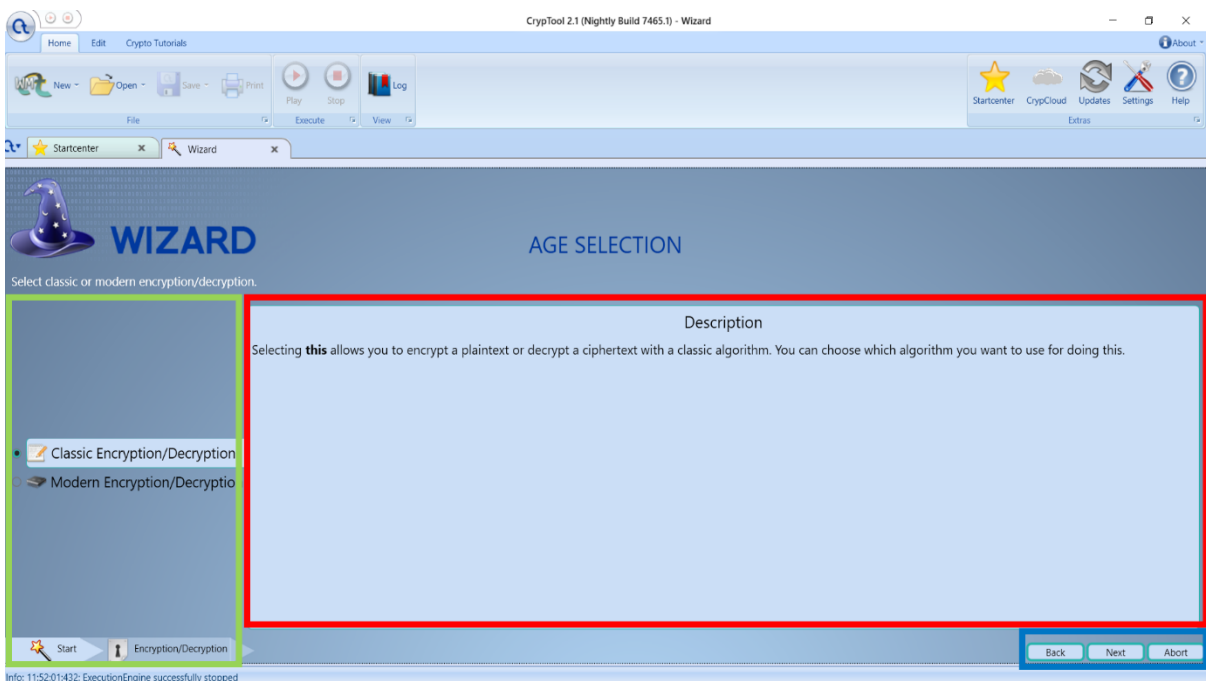 CrypTool 2.1 (Nightly Build 7465.1) - Wizard
Home Edit Crypto Tutorials About
New Open Save Print Play Stop Log Startcenter CrypCloud Updates Settings Help
File Execute View Extras
Startcenter Wizard
WIZARD
AGE SELECTION
Select classic or modern encryption/decryption.
Description
Selecting this allows you to encrypt a plaintext or decrypt a ciphertext with a classic algorithm. You can choose which algorithm you want to use for doing this.
Classic Encryption/Decryption
Modern Encryption/Decryptio
Start Encryption/Decryption
Back Next Abort
Info: 11:52:01:432: ExecutionEngine successfully stopped